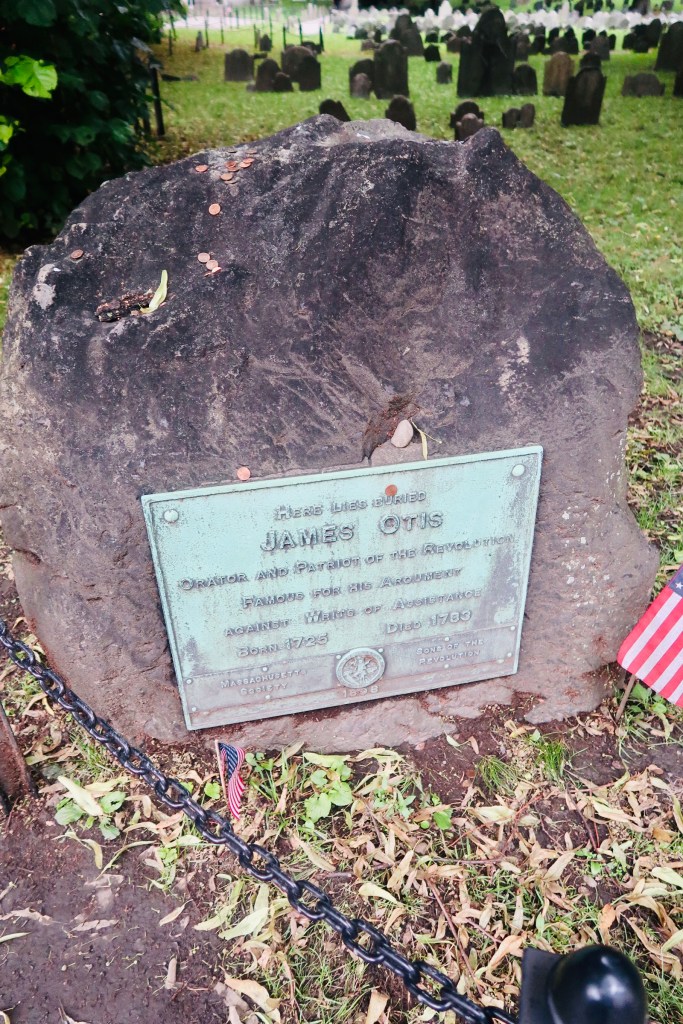 Here Lies Buried
James Otis
Orator and Patriot of the Revolution
Famous for his Argument
against Writs of Assistance
Born 1725 Died 1783
Massachusetts Society
Sons of the Revolution
1898